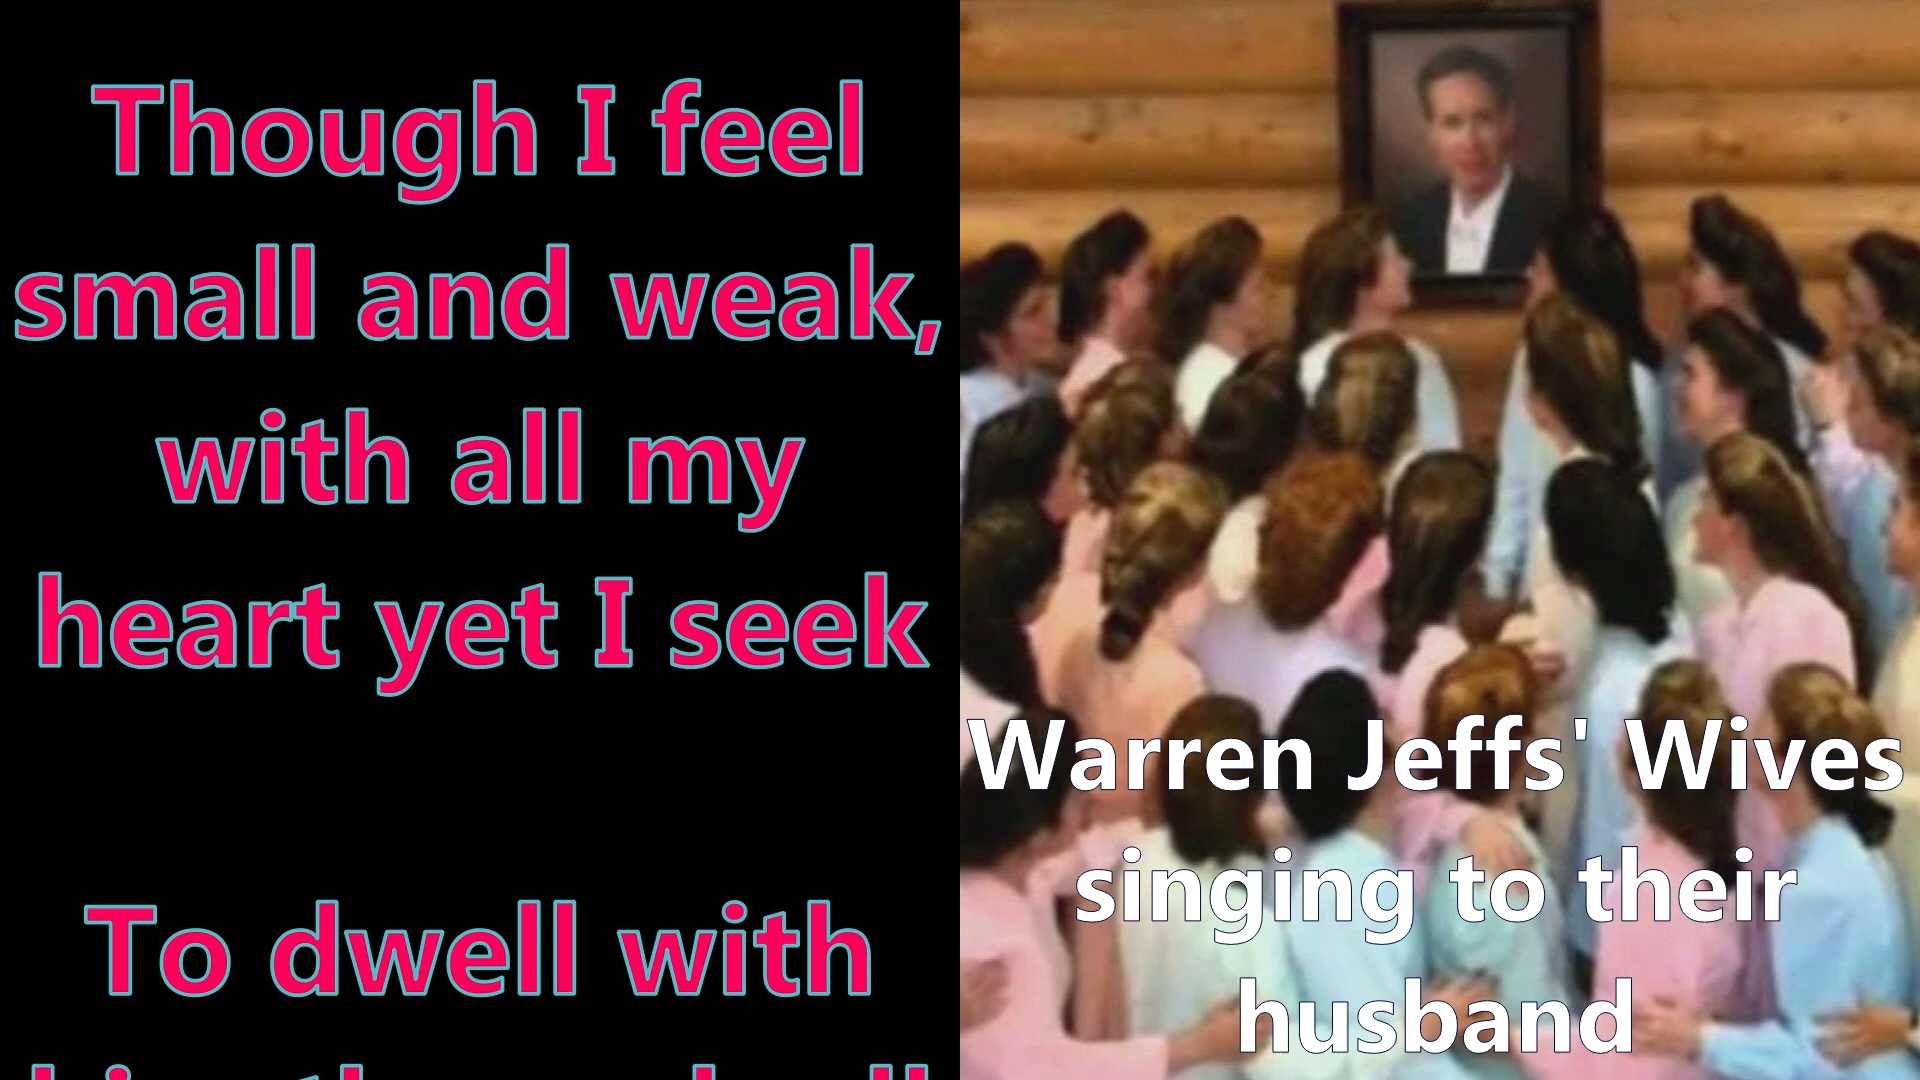 Though I feel
small and weak,
with all my
heart yet I seek
To dwell with
Warren Jeffs' Wives
singing to their
husband